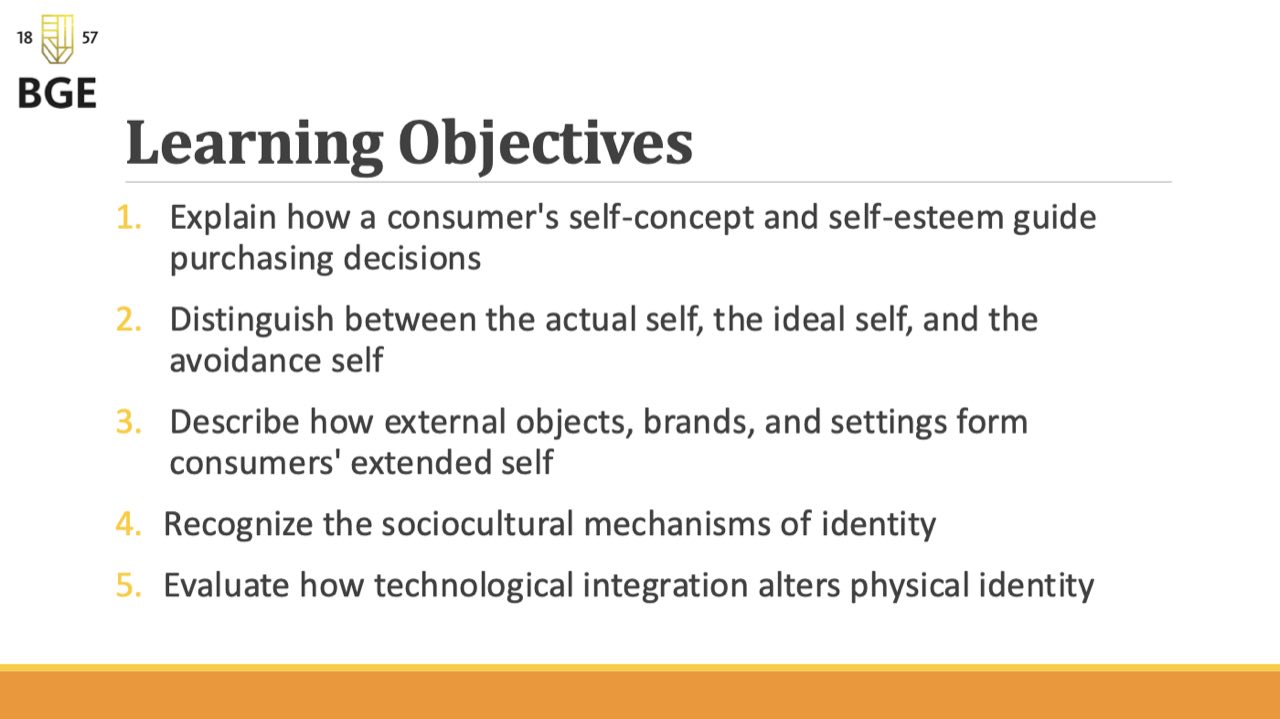 18 57
BGE
Learning Objectives
1. Explain how a consumer's self-concept and self-esteem guide
purchasing decisions
2. Distinguish between the actual self, the ideal self, and the
avoidance self
3. Describe how external objects, brands, and settings form
consumers' extended self
4. Recognize the sociocultural mechanisms of identity
5. Evaluate how technological integration alters physical identity